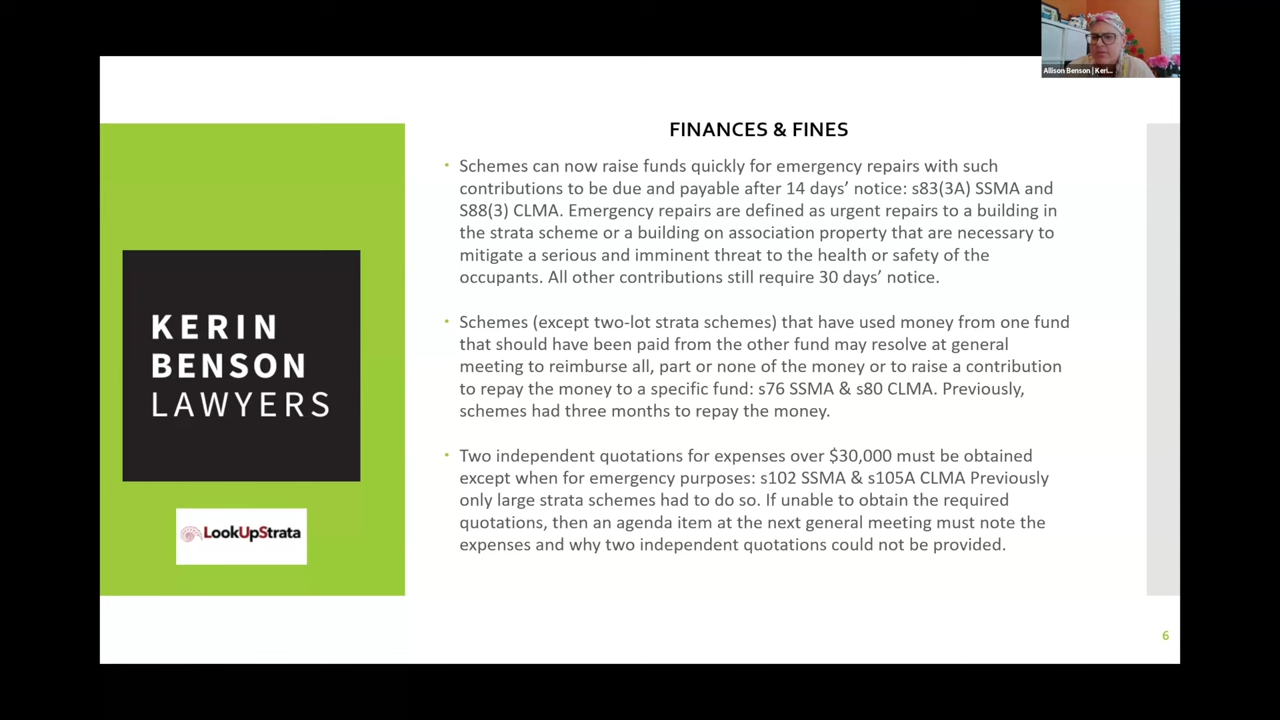 Allison Benson | Keri...
FINANCES & FINES
• Schemes can now raise funds quickly for emergency repairs with such
contributions to be due and payable after 14 days' notice: s83(3A) SSMA and
S88(3) CLMA. Emergency repairs are defined as urgent repairs to a building in
the strata scheme or a building on association property that are necessary to
mitigate a serious and imminent threat to the health or safety of the
occupants. All other contributions still require 30 days' notice.
• Schemes (except two-lot strata schemes) that have used money from one fund
that should have been paid from the other fund may resolve at general
meeting to reimburse all, part or none of the money or to raise a contribution
to repay the money to a specific fund: s76 SSMA & s80 CLMA. Previously,
schemes had three months to repay the money.
• Two independent quotations for expenses over $30,000 must be obtained
except when for emergency purposes: s102 SSMA & s105A CLMA Previously
only large strata schemes had to do so. If unable to obtain the required
quotations, then an agenda item at the next general meeting must note the
expenses and why two independent quotations could not be provided.
KERIN
BENSON
LAWYERS
LookUpStrata
6